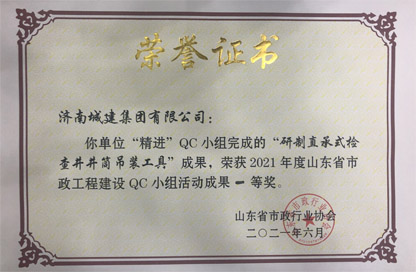 荣誉证书
济南城建集团有限公司：
你单位“精进”QC小组完成的“研制直承式检
查井井筒吊装工具”成果，荣获2021年度山东省市
政工程建设QC小组活动成果一等奖。
山东省市政行业协会
二〇二一年六月